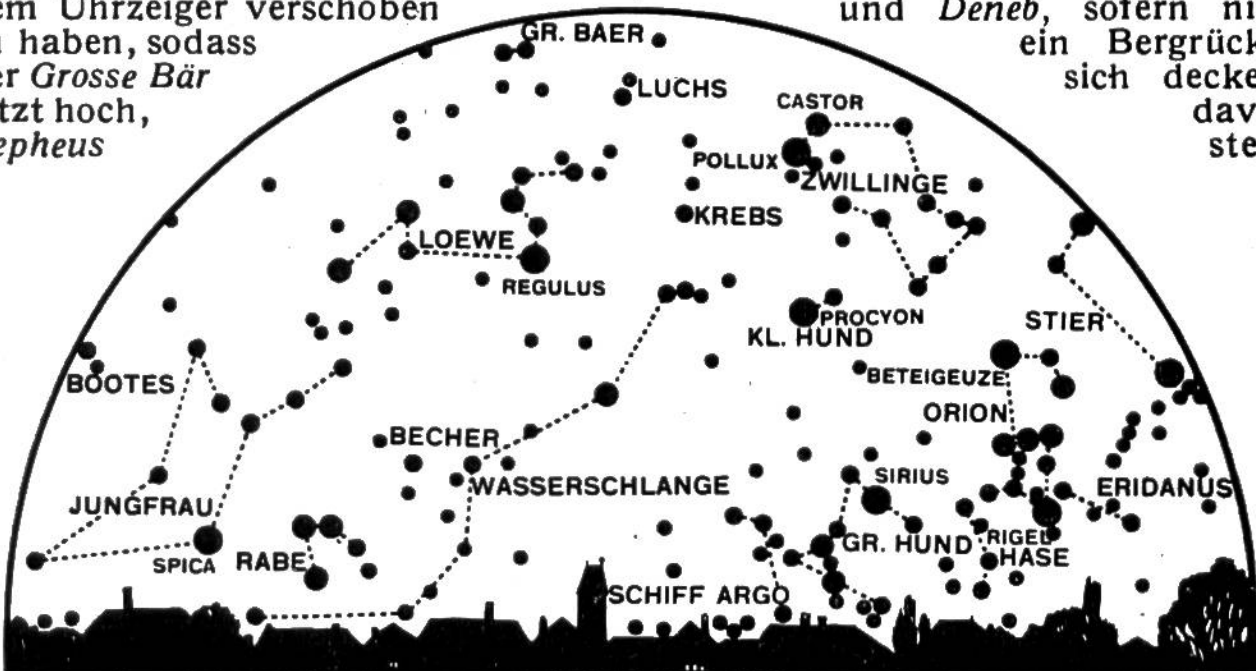 em Uhrzeiger verschoben
haben, sodass
er Grosse Bär
tzt hoch,
epheus
und Deneb, sofern ni
ein Bergrück
sich decke
dav
ste
GR. BAER
LUCHS
CASTOR
POLLUX
ZWILLINGE
KREBS
LOEWE
REGULUS
PROCYON
KL. HUND
STIER
BOOTES
BETEIGEUZE
ORION
BECHER
SIRIUS
WASSERSCHLANGE
ERIDANUS
JUNGFRAU
SPICA
RABE
GR. HUND
RIGEL
HASE
SCHIFF ARGO